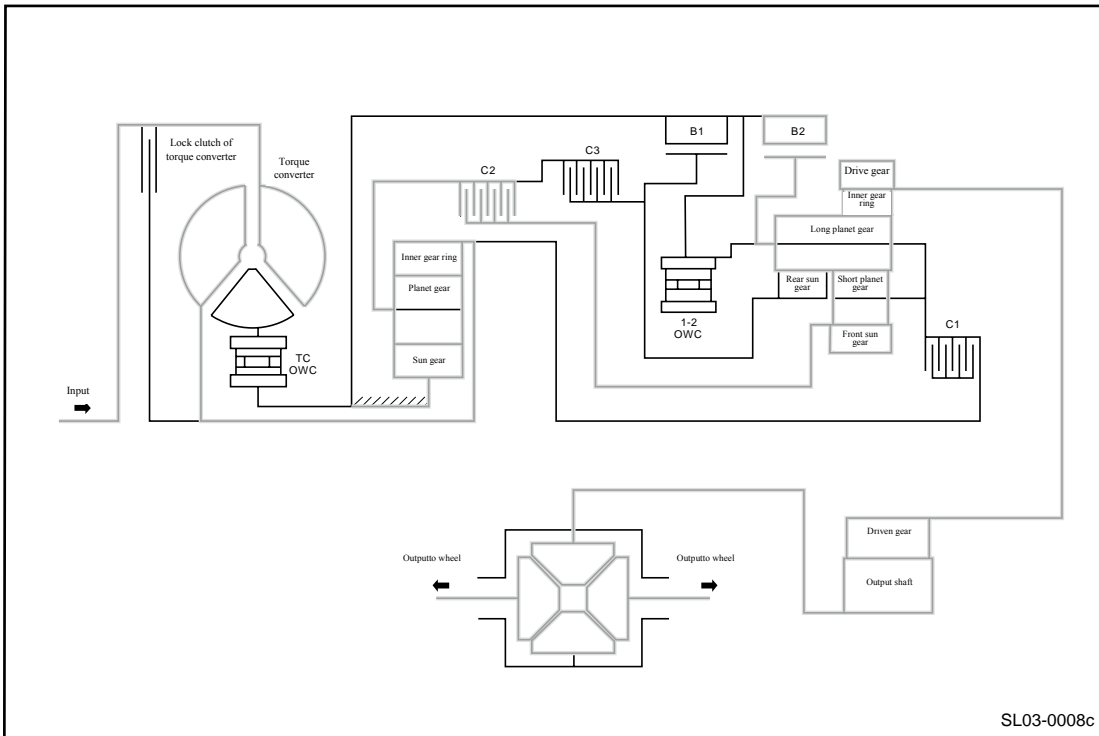 B1
B2
C3
Lock clutch of
torque converter
Torque
converter
C2
Drive gear
Inner gear
ring
Long planet gear
Inner gear ring
Planet gear
Rear sun
gear
Short planet
gear
1-2
OWC
C1
Front sun
gear
TC
OWC
Sun gear
Input
Driven gear
Outputto wheel
Outputto wheel
Output shaft
SL03-0008c